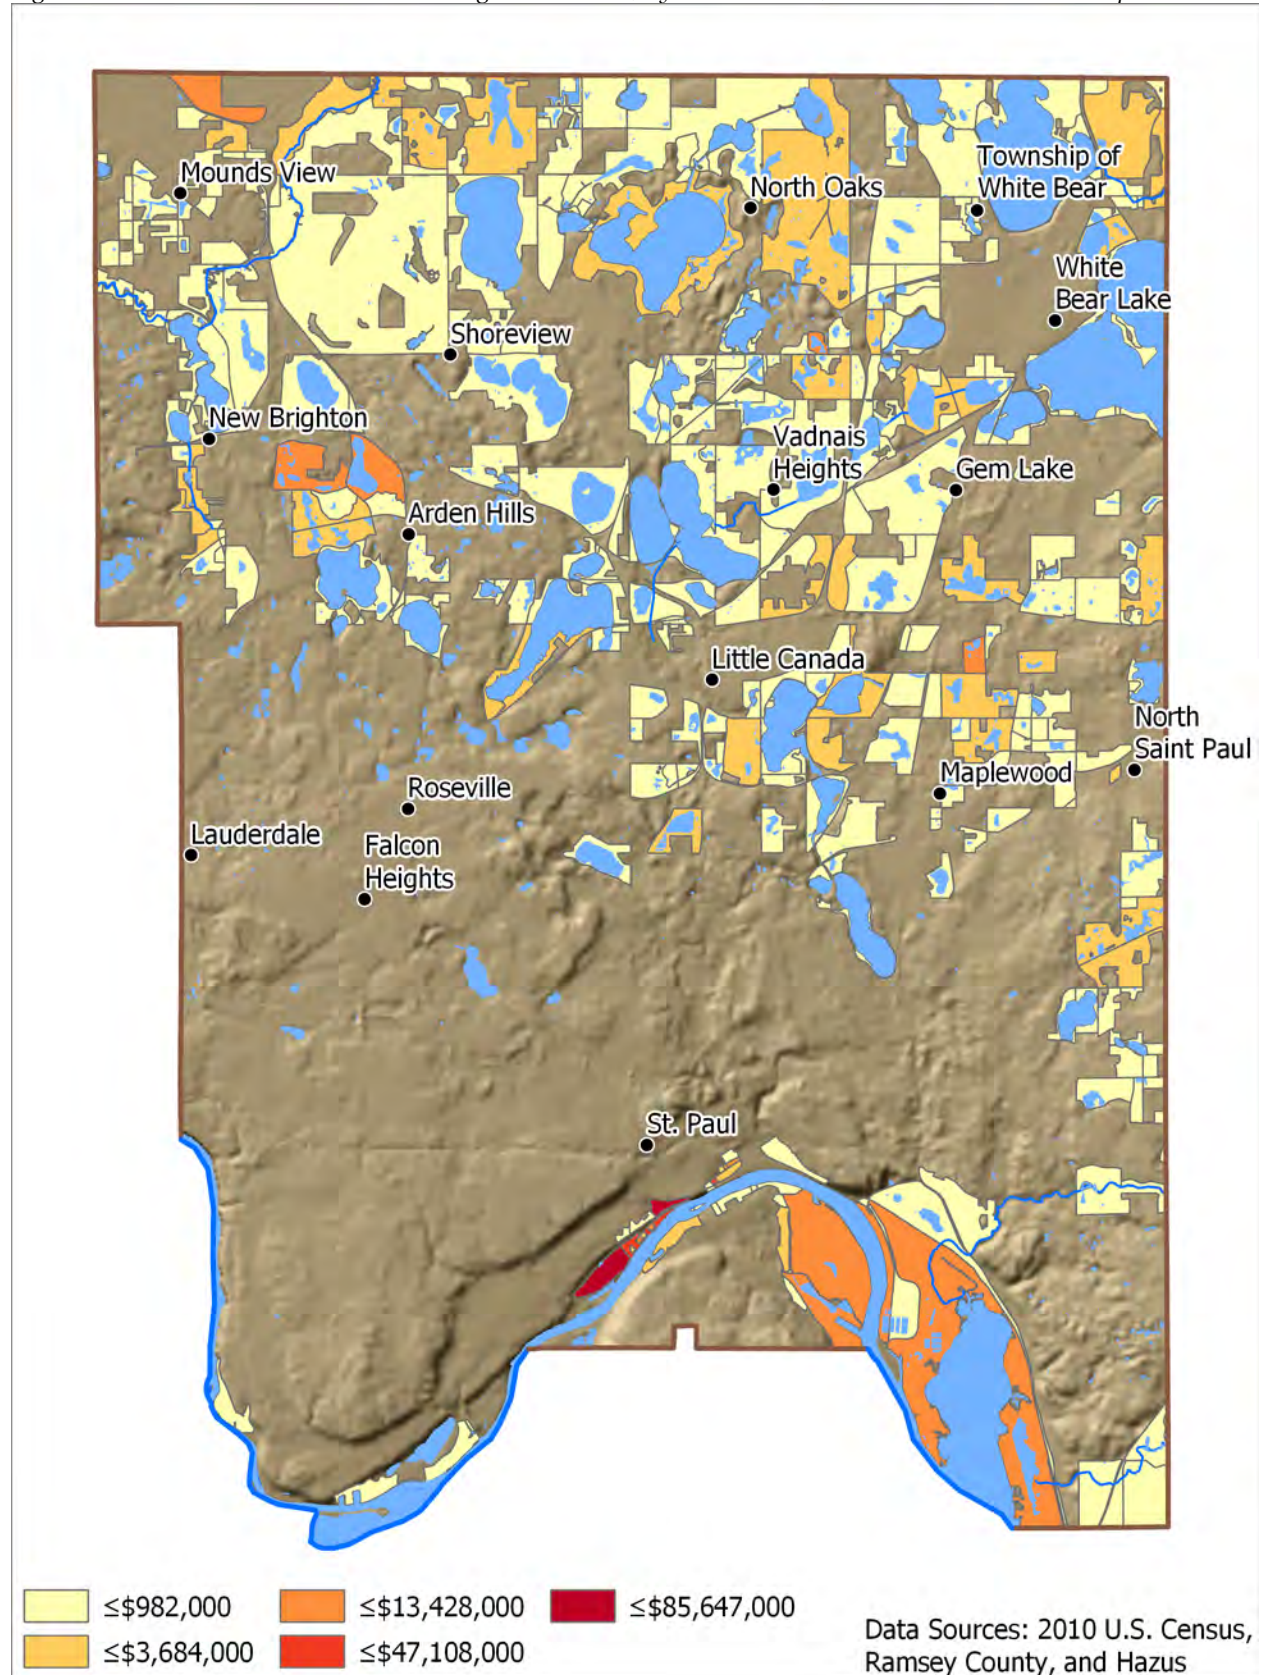 Mounds View
Township of
White Bear
North Oaks
White
Bear Lake
Shoreview
New Brighton
Vadnais
Heights
Gem Lake
Arden Hills
Little Canada
North
Saint Paul
Maplewood
Roseville
Lauderdale
Falcon
Heights
St. Paul
≤$982,000
≤$13,428,000
≤$85,647,000
≤$3,684,000
≤$47,108,000
Data Sources: 2010 U.S. Census,
Ramsey County, and Hazus